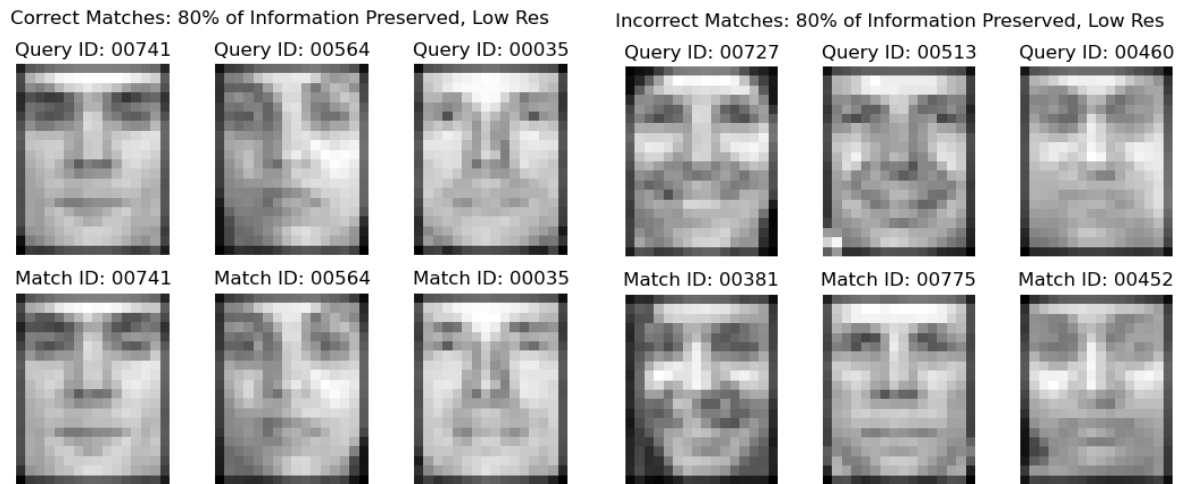 Correct Matches: 80% of Information Preserved, Low Res
Query ID: 00741 Query ID: 00564 Query ID: 00035
Match ID: 00741 Match ID: 00564 Match ID: 00035
Incorrect Matches: 80% of Information Preserved, Low Res
Query ID: 00727 Query ID: 00513 Query ID: 00460
Match ID: 00381 Match ID: 00775 Match ID: 00452